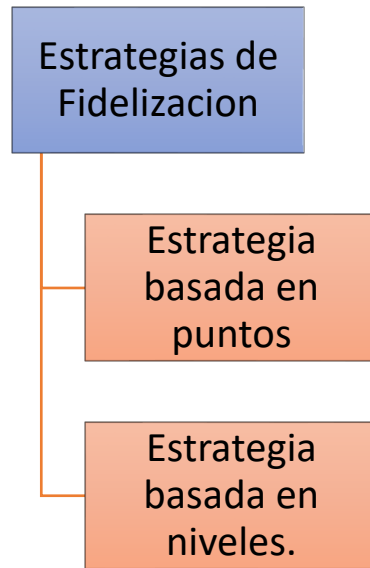 Estrategias de
Fidelizacion
Estrategia
basada en
puntos
Estrategia
basada en
niveles.